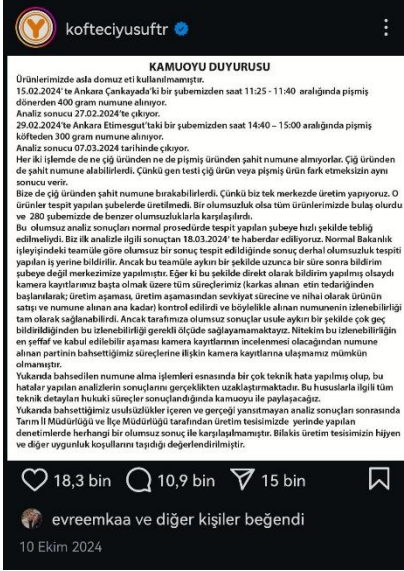 kofteciyusuftr
KAMUOYU DUYURUSU
Ürünlerimizde asla domuz eti kullanılmamıştır.
15.02.2024' te Ankara Çankayada'ki bir şubemizden saat 11:25 - 11:40 aralığında pişmiş
dönerden 400 gram numune alınıyor.
Analiz sonucu 27.02.2024'te çıkıyor.
29.02.2024'te Ankara Etimesgut'taki bir şubemizden saat 14:40 – 15:00 aralığında pişmiş
köfteden 300 gram numune alınıyor.
Analiz sonucu 07.03.2024 tarihinde çıkıyor.
Her iki işlemde de ne çiğ üründen ne de pişmiş üründen şahit numune almıyorlar. Çiğ üründen
de şahit numune alabilirlerdi. Çünkü gen testi çiğ ürün veya pişmiş ürün fark etmeksizin aynı
sonucu verir.
Bize de çiğ üründen şahit numune bırakabilirlerdi. Çünkü biz tek merkezde üretim yapıyoruz. O
ürünler tespit yapılan şubelerde üretilmedi. Bir olumsuzluk olsa tüm ürünlerimizde bulaş olurdu
ve 280 şubemizde de benzer olumsuzluklarla karşılaşılırdı.
Bu olumsuz analiz sonuçları normal prosedürde tespit yapılan şubeye hızlı şekilde tebliğ
edilmeliydi. Biz ilk analizle ilgili sonuçtan 18.03.2024' te haberdar ediliyoruz. Normal Bakanlık
işleyişindeki teamüle göre olumsuz bir sonuç tespit edildiğinde sonuç derhal olumsuzluk tespiti
yapılan iş yerine bildirilir. Ancak bu teamüle aykırı bir şekilde uzunca bir süre sonra bildirim
şubeye değil merkezimize yapılmıştır. Eğer ki bu şekilde direkt olarak bildirim yapılmış olsaydı
kamera kayıtlarımız başta olmak üzere tüm süreçlerimiz (karkas alınan etin tedariğinden
başlanılarak; üretim aşaması, üretim aşamasından sevkiyat sürecine ve nihai olarak ürünün
satışı ve numune alınan ana kadar) kontrol edilirdi ve böylelikle alınan numunenin izlenebilirliği
tam olarak sağlanabilirdi. Ancak tarafımıza olumsuz sonuçlar usule aykırı bir şekilde çok geç
bildirildiğinden bu izlenebilirliği gerekli ölçüde sağlayamamaktayız. Nitekim bu izlenebilirliğin
en şeffaf ve kabul edilebilir aşaması kamera kayıtlarının incelenmesi olacağından numune
alınan partinin bahsettiğimiz süreçlerine ilişkin kamera kayıtlarına ulaşmamız mümkün
olmamıştır.
Yukarıda bahsedilen numune alma işlemleri esnasında bir çok teknik hata yapılmış olup, bu
hatalar yapılan analizlerin sonuçlarını gerçeklikten uzaklaştırmaktadır. Bu hususlarla ilgili tüm
teknik detayları hukuki süreçler sonuçlandığında kamuoyu ile paylaşacağız.
Yukarıda bahsettiğimiz usulsüzlükler içeren ve gerçeği yansıtmayan analiz sonuçları sonrasında
Tarım İl Müdürlüğü ve İlçe Müdürlüğü tarafından üretim tesisimizde yerinde yapılan
denetimlerde herhangi bir olumsuz sonuç ile karşılaşılmamıştır. Bilakis üretim tesisimizin hijyen
ve diğer uygunluk koşullarını taşıdığı değerlendirilmiştir.
18,3 bin 10,9 bin 15 bin
evreemkaa ve diğer kişiler beğendi
10 Ekim 2024